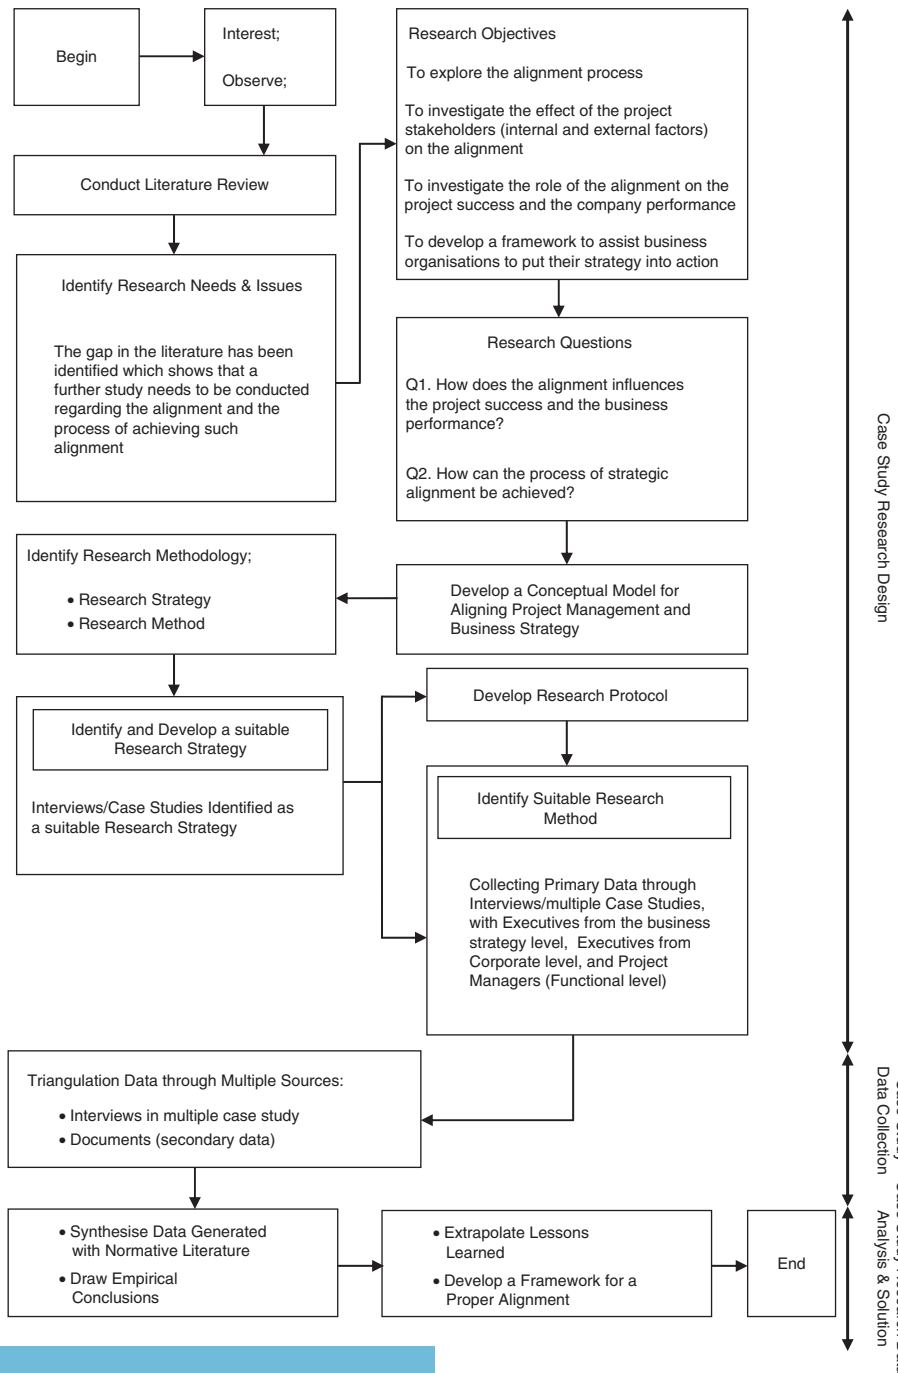 Begin
Interest;
Observe;
Conduct Literature Review
Identify Research Needs & Issues
The gap in the literature has been
identified which shows that a
further study needs to be conducted
regarding the alignment and the
process of achieving such
alignment
Research Objectives
To explore the alignment process
To investigate the effect of the project
stakeholders (internal and external factors)
on the alignment
To investigate the role of the alignment on the
project success and the company performance
To develop a framework to assist business
organisations to put their strategy into action
Research Questions
Q1. How does the alignment influences
the project success and the business
performance?
Q2. How can the process of strategic
alignment be achieved?
Develop a Conceptual Model for
Aligning Project Management and
Business Strategy
Identify Research Methodology;
• Research Strategy
• Research Method
Identify and Develop a suitable
Research Strategy
Interviews/Case Studies Identified as
a suitable Research Strategy
Develop Research Protocol
Identify Suitable Research
Method
Collecting Primary Data through
Interviews/multiple Case Studies,
with Executives from the business
strategy level, Executives from
Corporate level, and Project
Managers (Functional level)
Triangulation Data through Multiple Sources:
• Interviews in multiple case study
• Documents (secondary data)
• Synthesise Data Generated
with Normative Literature
• Draw Empirical
Conclusions
• Extrapolate Lessons
Learned
• Develop a Framework for a
Proper Alignment
End
Case Study Research Design
Data Collection
Analysis & Solution